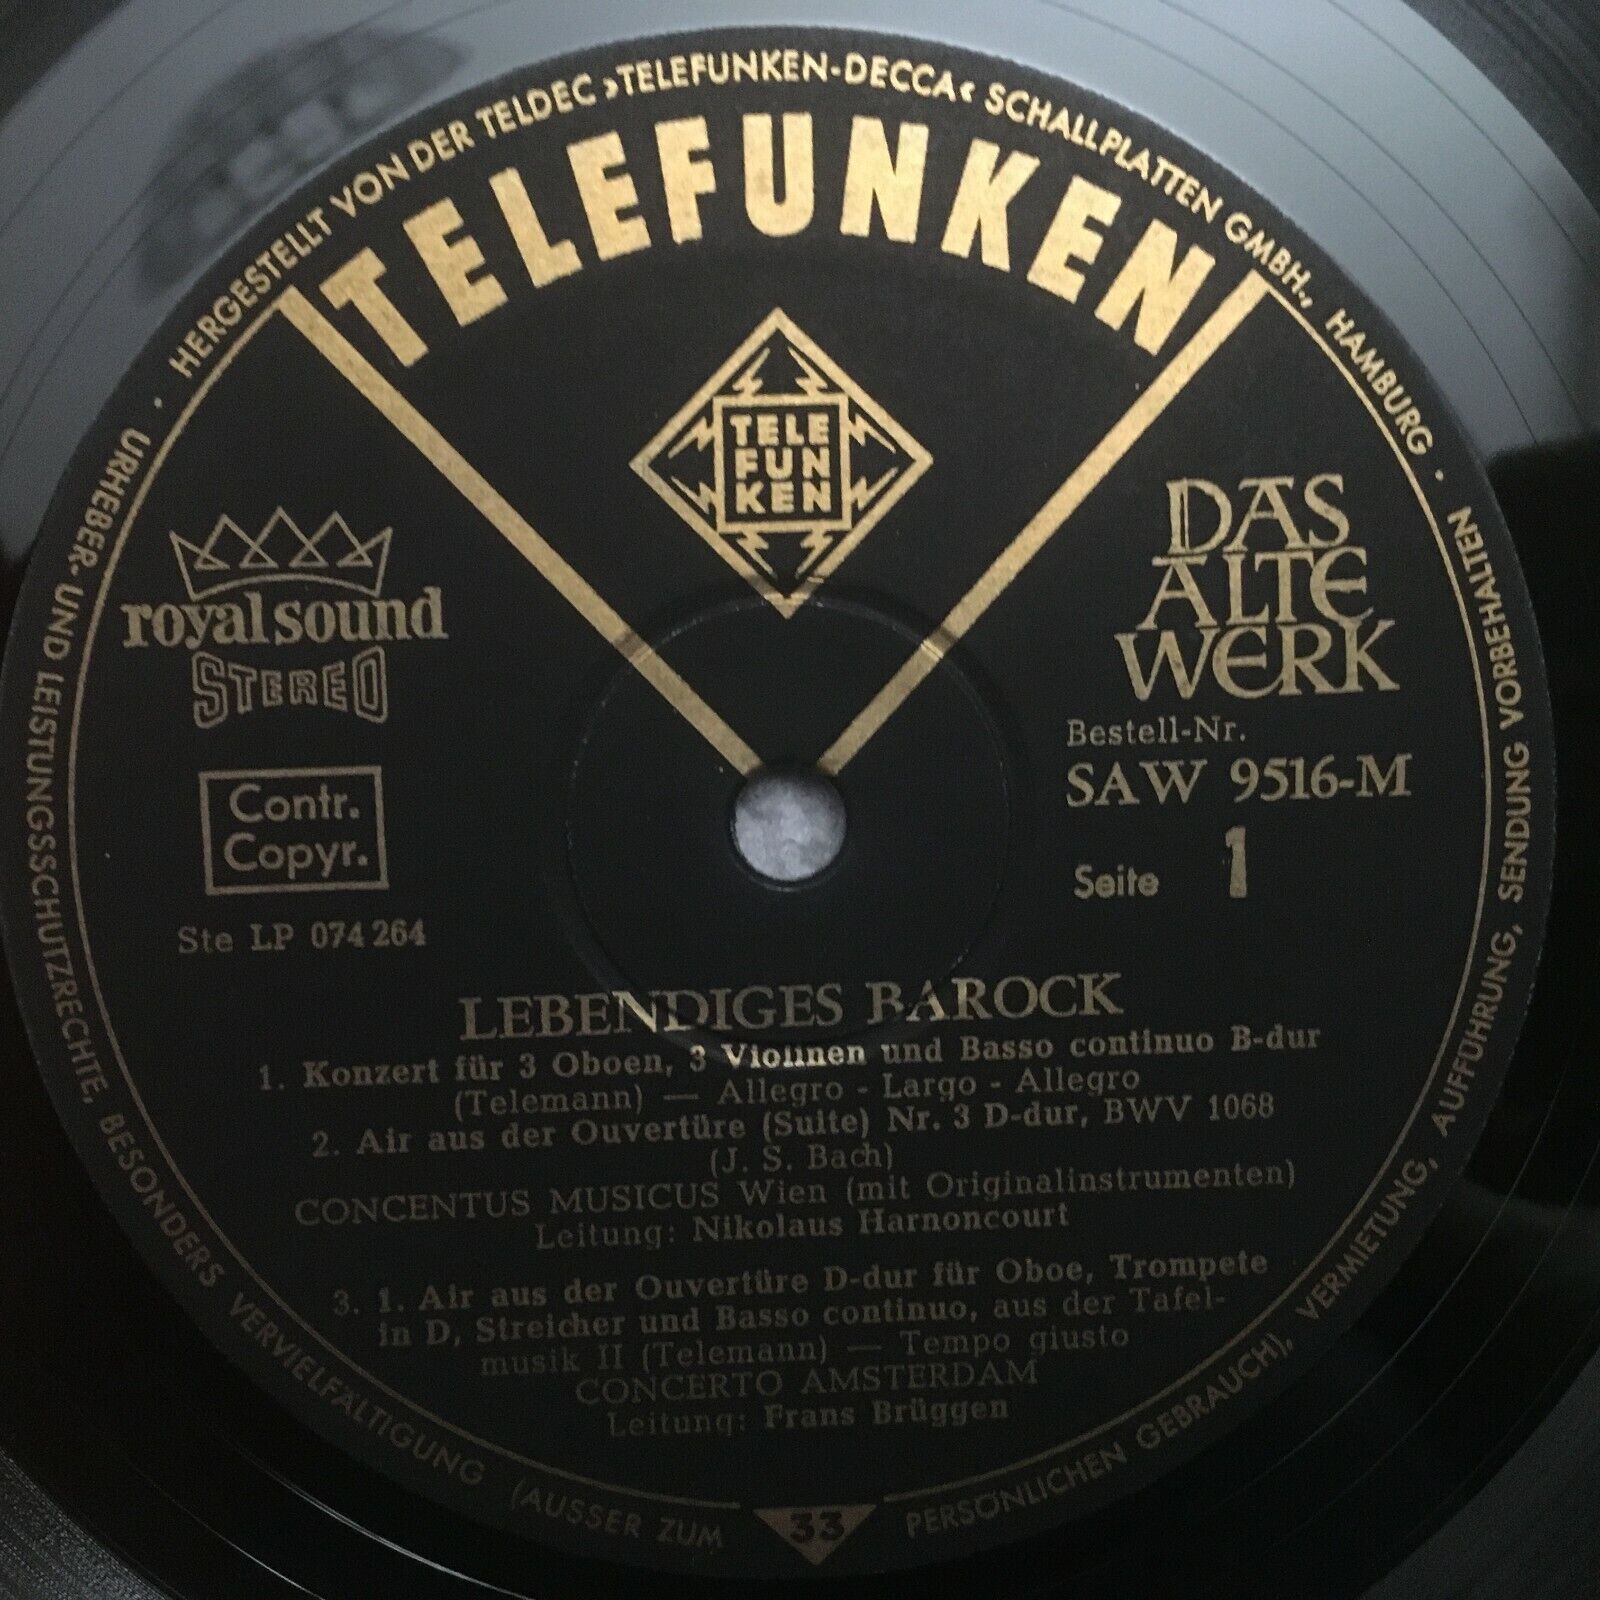 HERGESTELLT VON DER TELDEC ›TELEFUNKEN-DECCA‹ SCHALLPLATTEN GMBH., HAMBURG ·
URHEBER- UND LEISTUNGSSCHUTZRECHTE, BESONDERS VERVIELFÄLTIGUNG (AUSSER ZUM PERSÖNLICHEN GEBRAUCH), VERMIETUNG, AUFFÜHRUNG, SENDUNG VORBEHALTEN
TELEFUNKEN
TELE
FUN
KEN
royal sound
STEREO
DAS
ALTE
WERK
Contr.
Copyr.
Bestell-Nr.
SAW 9516-M
Seite 1
Ste LP 074 264
LEBENDIGES BAROCK
1. Konzert für 3 Oboen, 3 Violinen und Basso continuo B-dur
(Telemann) — Allegro - Largo - Allegro
2. Air aus der Ouvertüre (Suite) Nr. 3 D-dur, BWV 1068
(J. S. Bach)
CONCENTUS MUSICUS Wien (mit Originalinstrumenten)
Leitung: Nikolaus Harnoncourt
3. 1. Air aus der Ouvertüre D-dur für Oboe, Trompete
in D, Streicher und Basso continuo, aus der Tafel-
musik II (Telemann) — Tempo giusto
CONCERTO AMSTERDAM
Leitung: Frans Brüggen
33